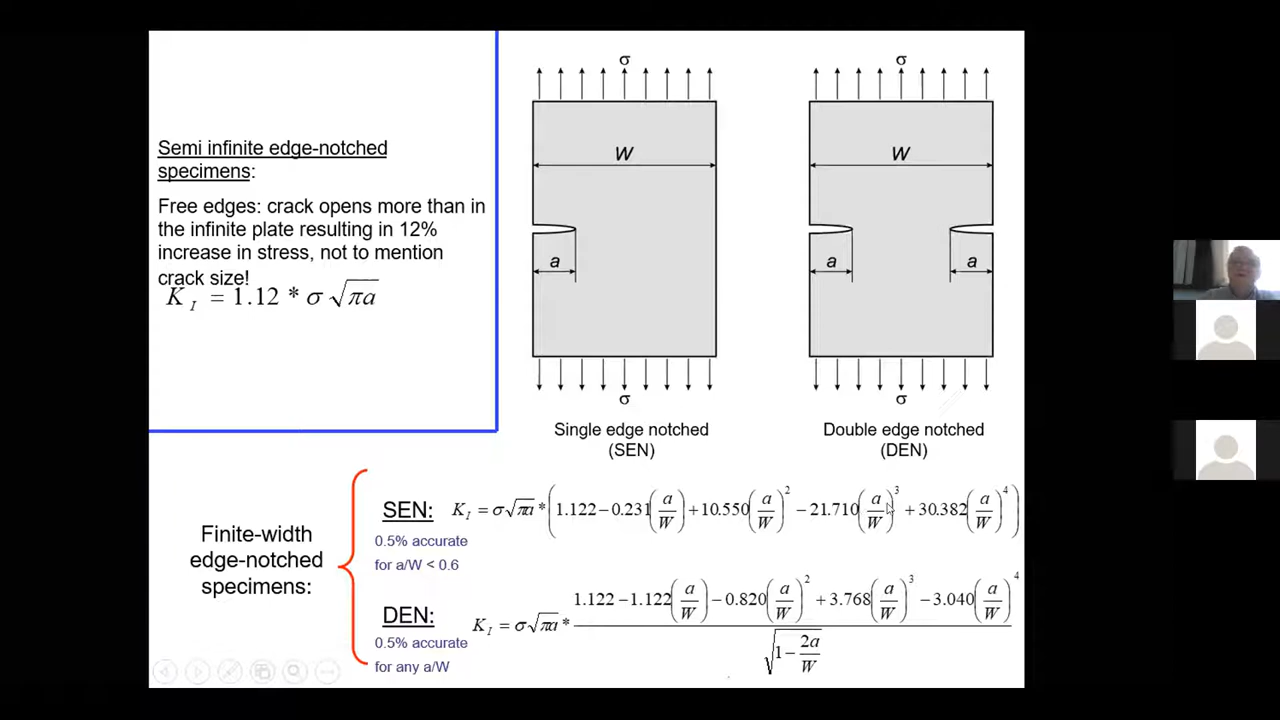 Semi infinite edge-notched
specimens:
Free edges: crack opens more than in
the infinite plate resulting in 12%
increase in stress, not to mention
crack size!
K_I = 1.12 * σ√πa
σ
W
a
σ
Single edge notched
(SEN)
σ
W
a
a
σ
Double edge notched
(DEN)
Finite-width
edge-notched
specimens:
SEN:
0.5% accurate
for a/W < 0.6
K_I = σ√πa * (1.122 – 0.231(a/W) + 10.550(a/W)^2 – 21.710(a/W)^3 + 30.382(a/W)^4)
DEN:
0.5% accurate
for any a/W
K_I = σ√πa * (1.122 – 1.122(a/W) – 0.820(a/W)^2 + 3.768(a/W)^3 – 3.040(a/W)^4) / √(1 – 2a/W)